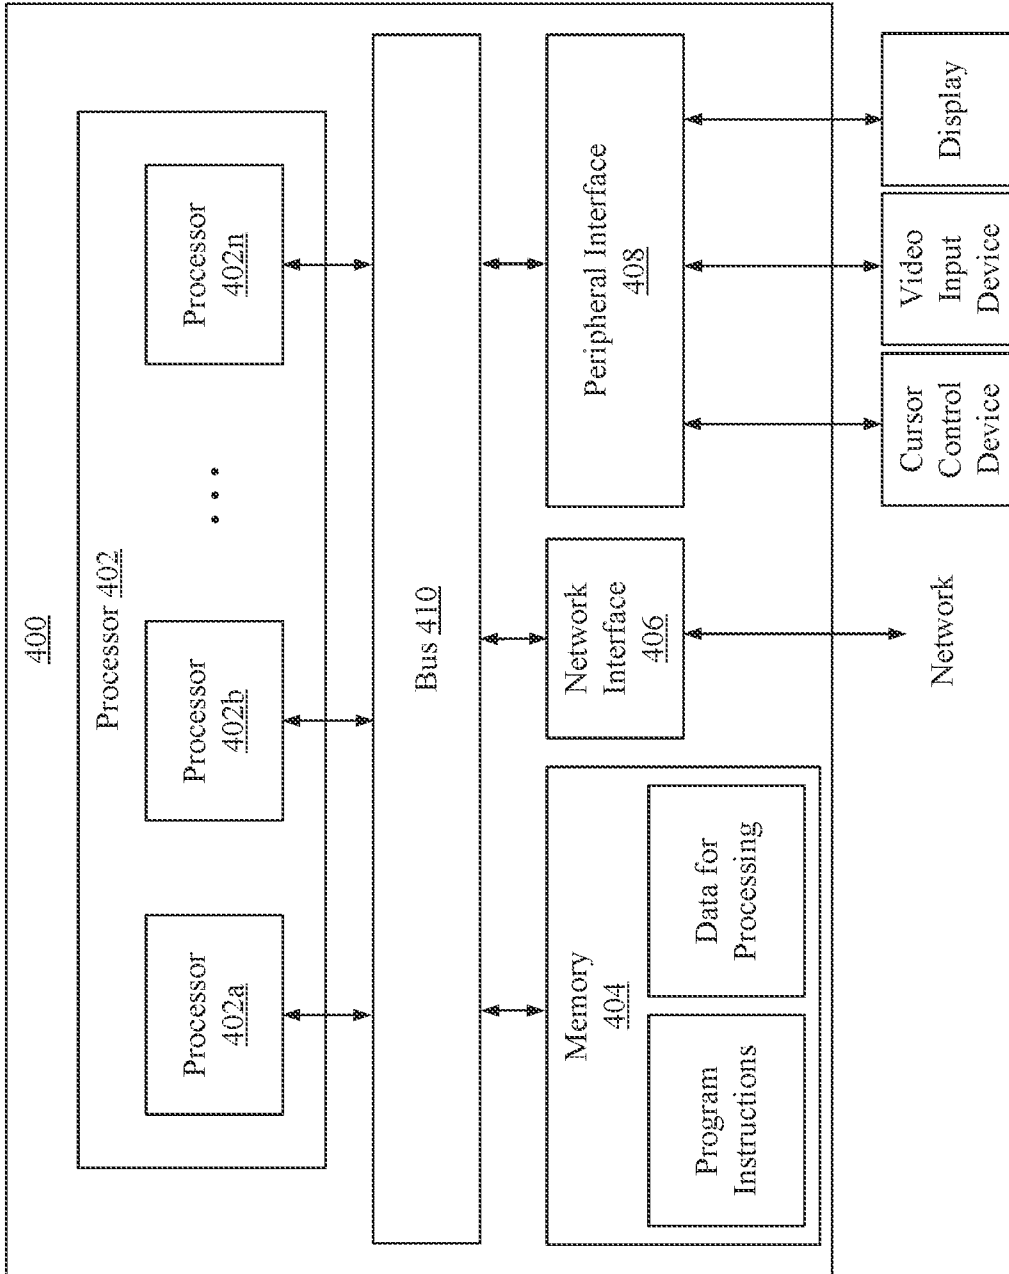 400
Processor 402
Processor
402a
Processor
402b
...
Processor
402n
Bus 410
Memory
404
Program
Instructions
Data for
Processing
Network
Interface
406
Peripheral Interface
408
Network
Cursor
Control
Device
Video
Input
Device
Display